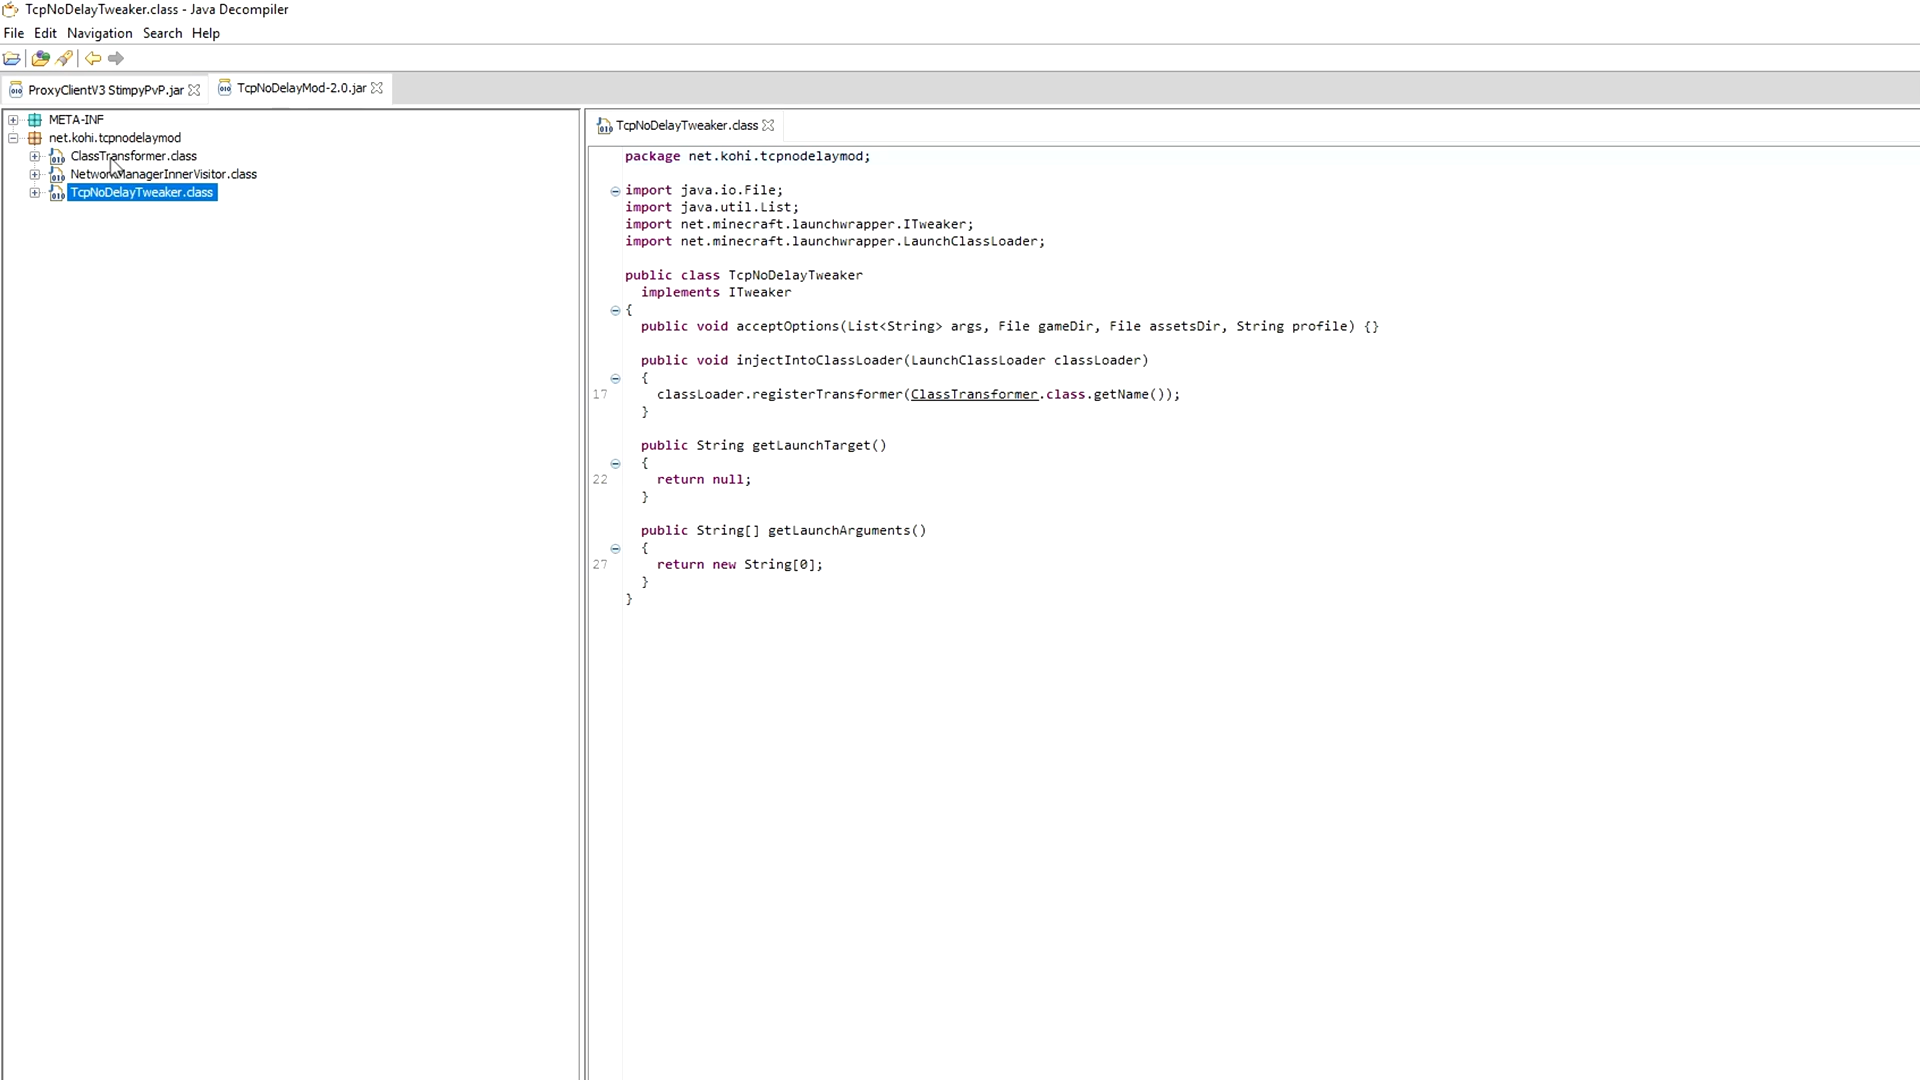 TcpNoDelayTweaker.class - Java Decompiler
File Edit Navigation Search Help
ProxyClientV3 StimpyPvP.jar
TcpNoDelayMod-2.0.jar
META-INF
net.kohi.tcpnodelaymod
ClassTransformer.class
NetworkManagerInnerVisitor.class
TcpNoDelayTweaker.class
TcpNoDelayTweaker.class
package net.kohi.tcpnodelaymod;
import java.io.File;
import java.util.List;
import net.minecraft.launchwrapper.ITweaker;
import net.minecraft.launchwrapper.LaunchClassLoader;
public class TcpNoDelayTweaker
implements ITweaker
{
public void acceptOptions(List<String> args, File gameDir, File assetsDir, String profile) {}
public void injectIntoClassLoader(LaunchClassLoader classLoader)
{
17 classLoader.registerTransformer(ClassTransformer.class.getName());
}
public String getLaunchTarget()
{
22 return null;
}
public String[] getLaunchArguments()
{
27 return new String[0];
}
}